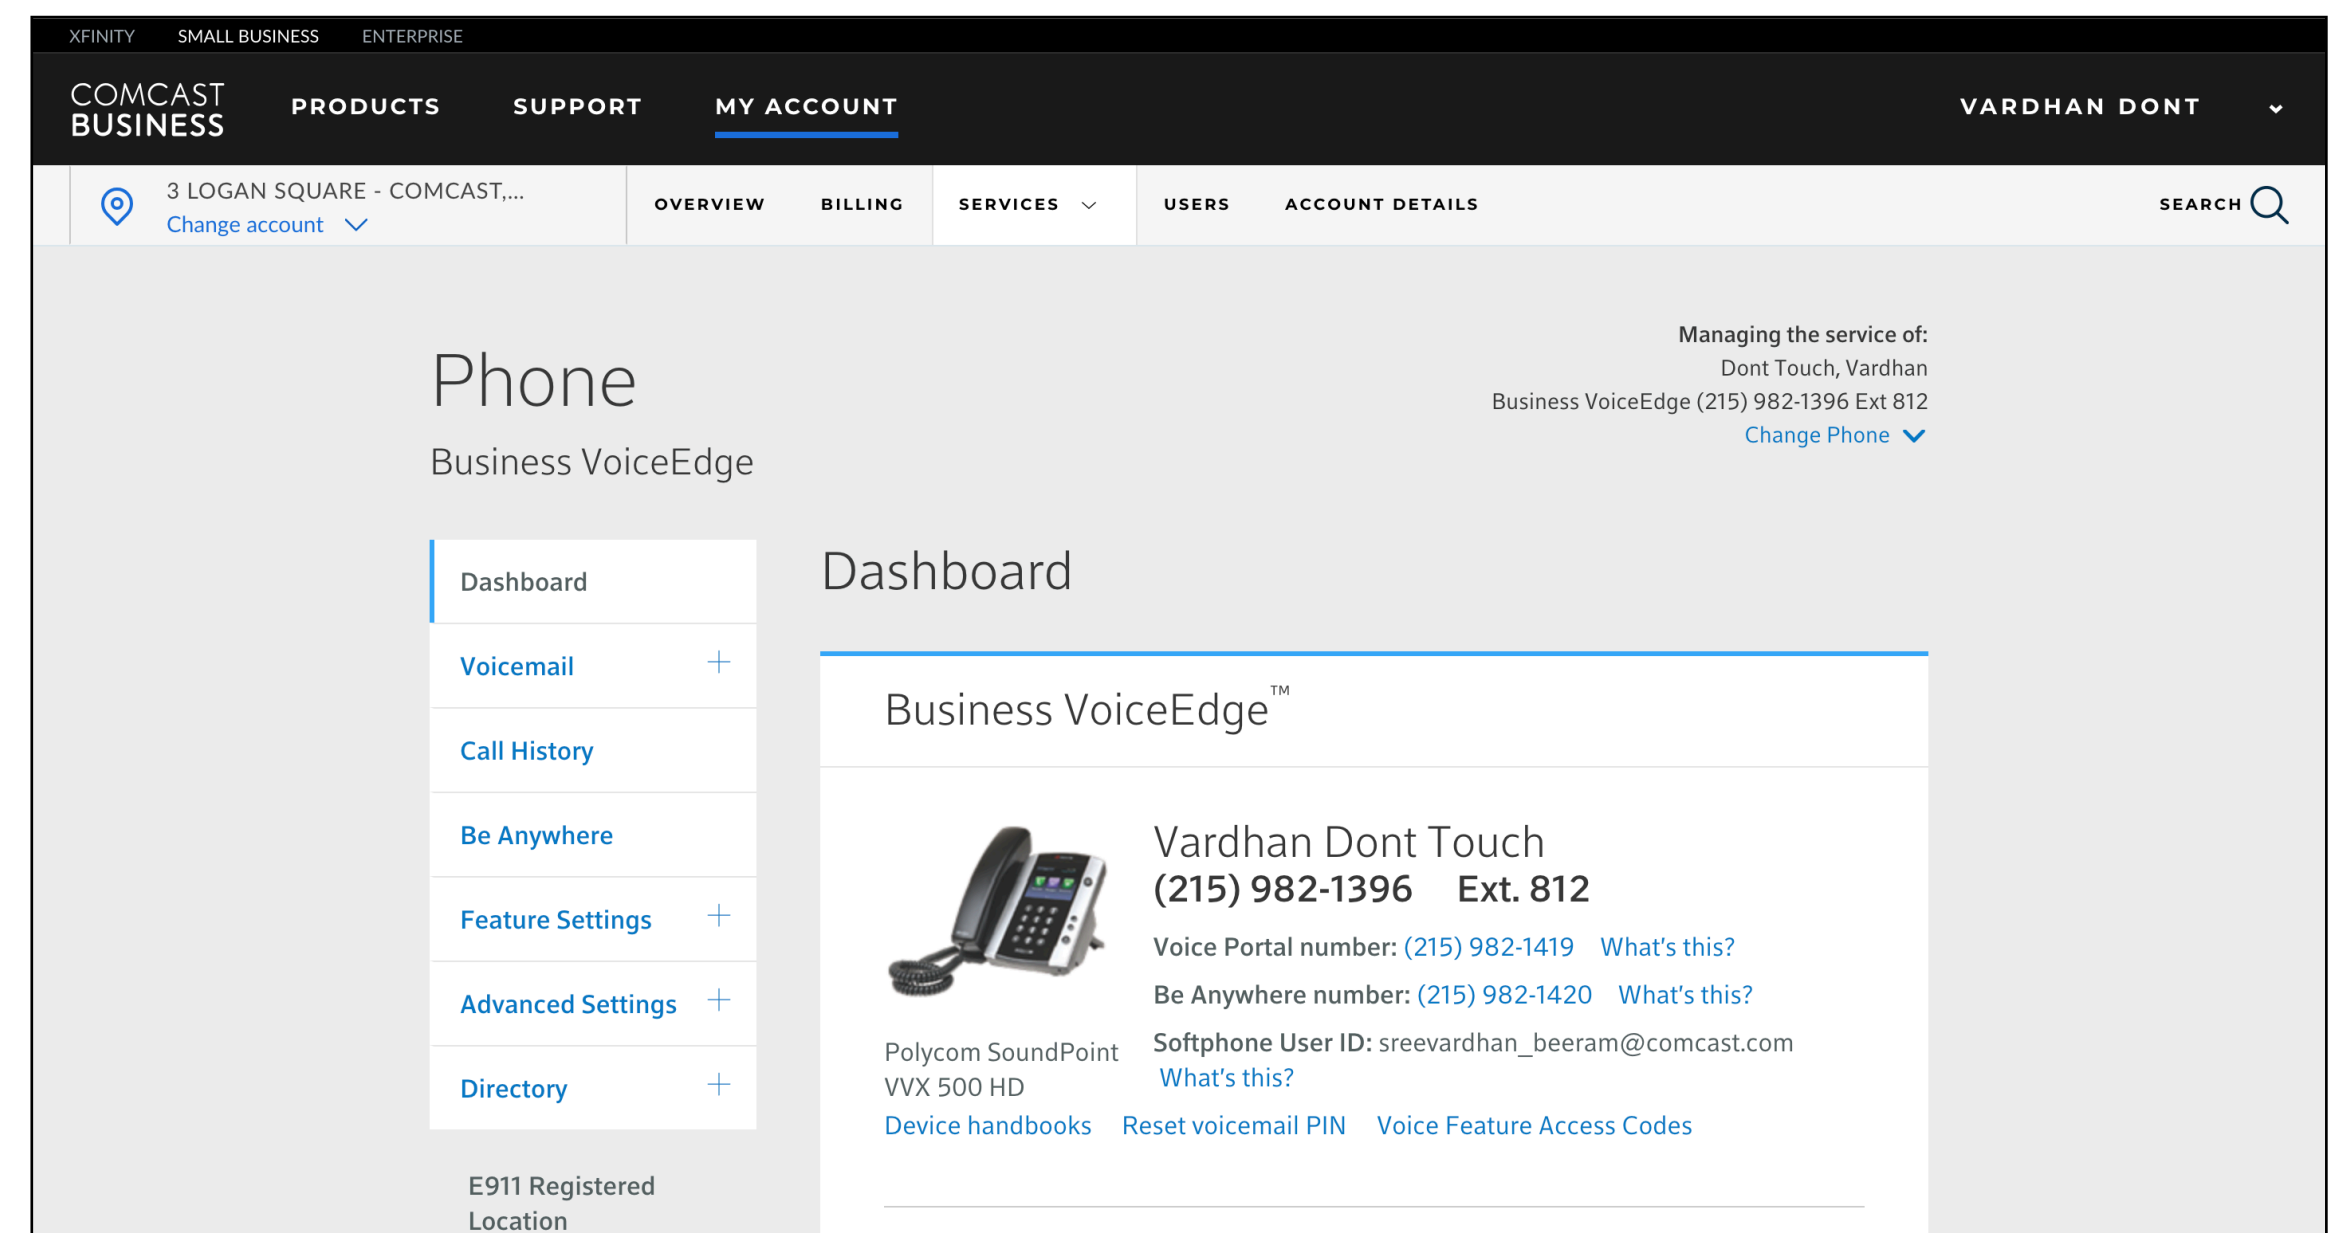 XFINITY SMALL BUSINESS ENTERPRISE
COMCAST
BUSINESS
PRODUCTS SUPPORT MY ACCOUNT
VARDHAN DONT
3 LOGAN SQUARE - COMCAST,...
Change account
OVERVIEW BILLING SERVICES USERS ACCOUNT DETAILS
SEARCH
Phone
Business VoiceEdge
Managing the service of:
Dont Touch, Vardhan
Business VoiceEdge (215) 982-1396 Ext 812
Change Phone
Dashboard
Voicemail
Call History
Be Anywhere
Feature Settings
Advanced Settings
Directory
E911 Registered
Location
Dashboard
Business VoiceEdge™
Vardhan Dont Touch
(215) 982-1396 Ext. 812
Voice Portal number: (215) 982-1419 What's this?
Be Anywhere number: (215) 982-1420 What's this?
Softphone User ID: sreevardhan_beeram@comcast.com
What's this?
Polycom SoundPoint
VVX 500 HD
Device handbooks Reset voicemail PIN Voice Feature Access Codes